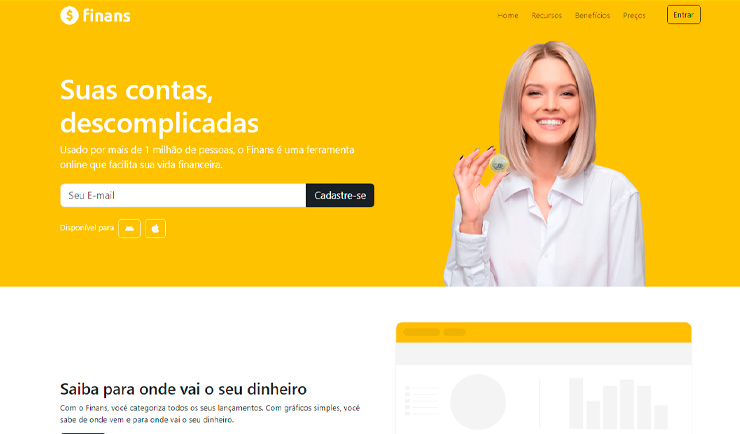 $ finans
Home Recursos Benefícios Preços Entrar
Suas contas,
descomplicadas
Usado por mais de 1 milhão de pessoas, o Finans é uma ferramenta
online que facilita sua vida financeira.
Seu E-mail Cadastre-se
Disponível para
Saiba para onde vai o seu dinheiro
Com o Finans, você categoriza todos os seus lançamentos. Com gráficos simples, você
sabe de onde vem e para onde vai o seu dinheiro.